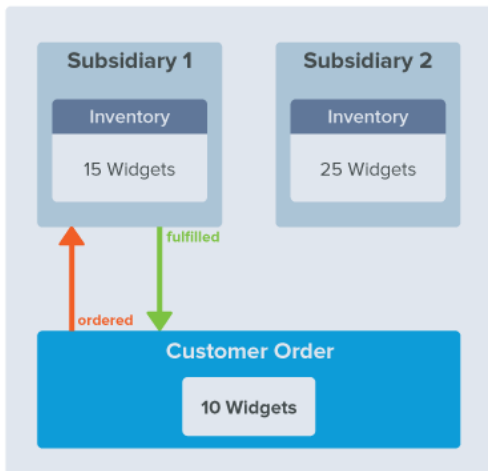 Subsidiary 1
Inventory
15 Widgets
Subsidiary 2
Inventory
25 Widgets
fulfilled
ordered
Customer Order
10 Widgets